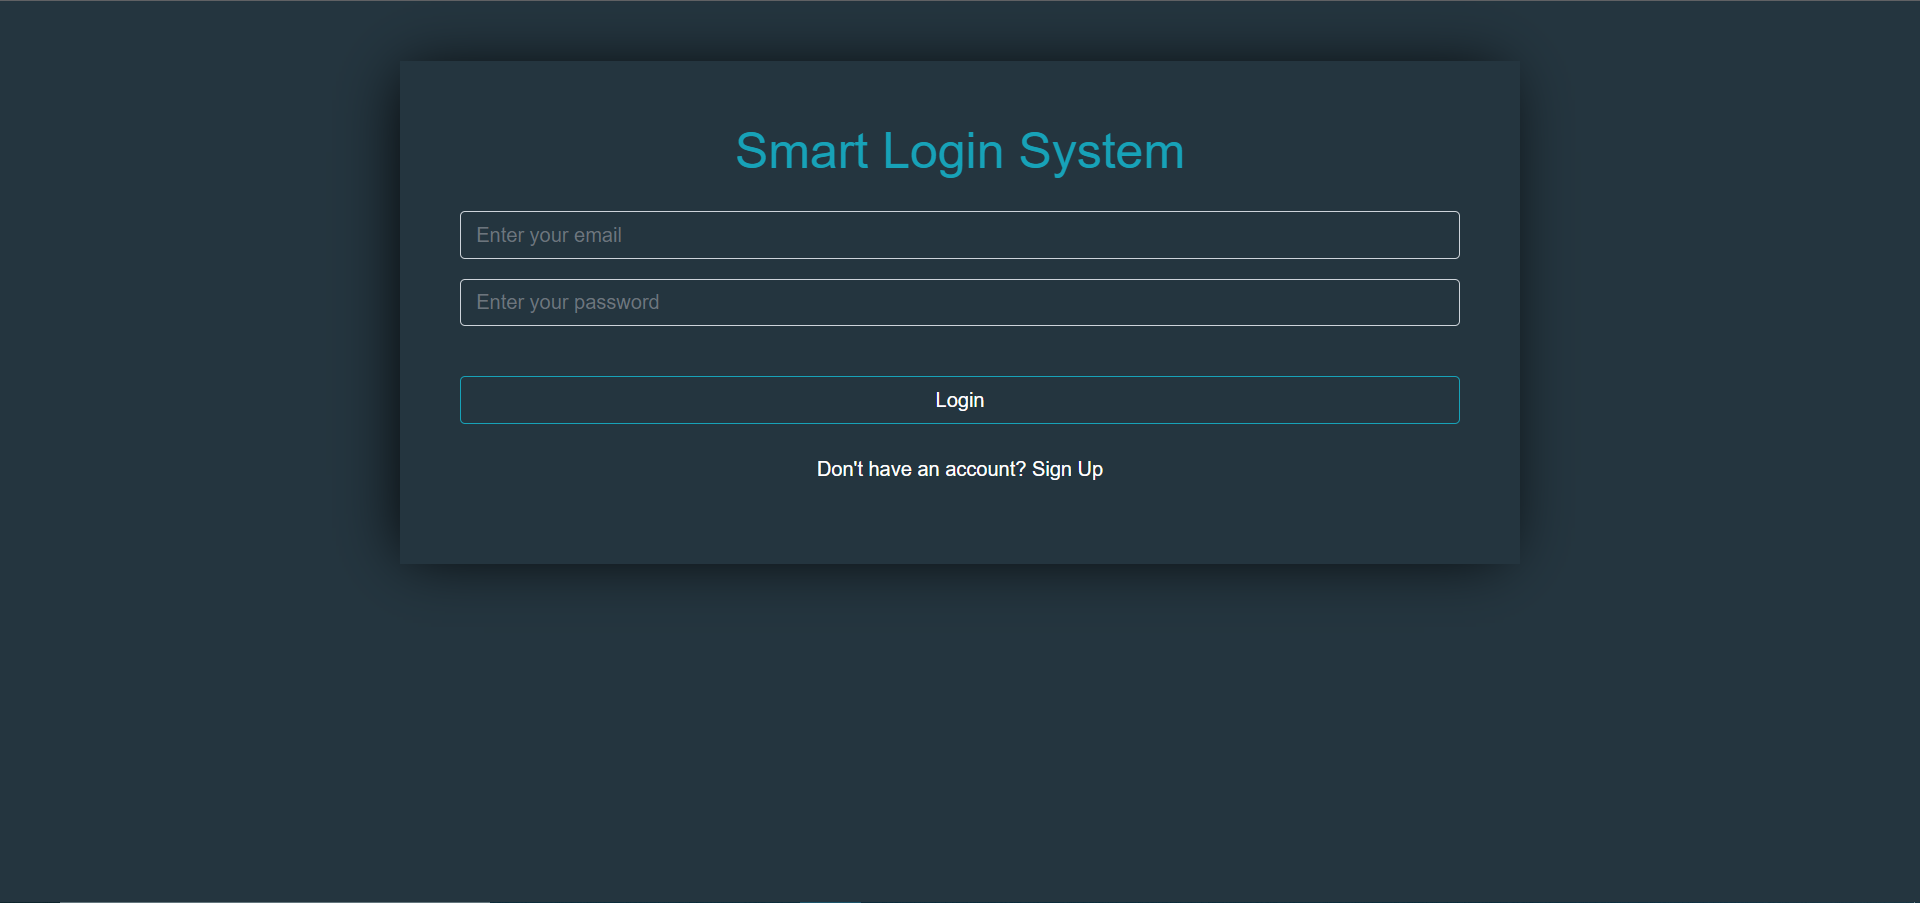 Smart Login System
Enter your email
Enter your password
Login
Don't have an account? Sign Up